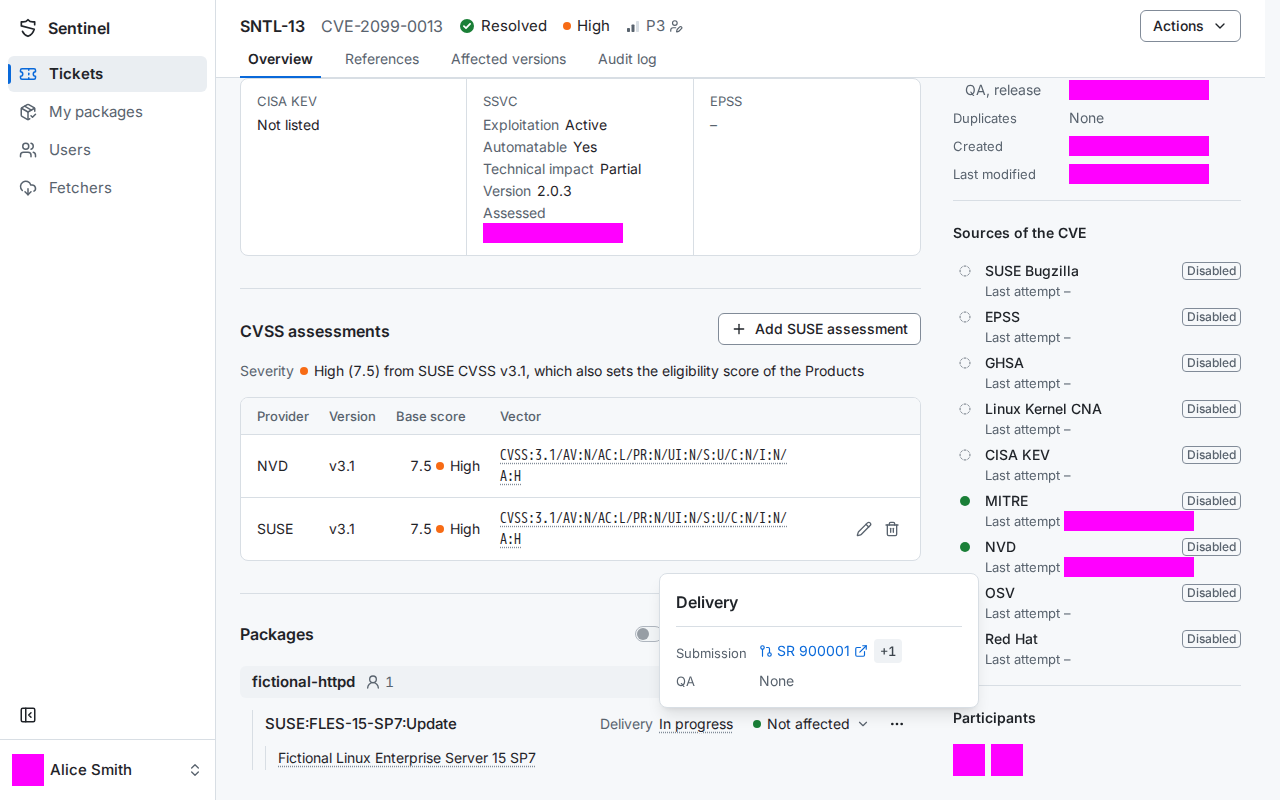 Sentinel
Tickets
My packages
Users
Fetchers
Alice Smith
SNTL-13 CVE-2099-0013 Resolved High P3
Actions
Overview References Affected versions Audit log
CISA KEV
Not listed
SSVC
Exploitation Active
Automatable Yes
Technical impact Partial
Version 2.0.3
Assessed
EPSS
–
CVSS assessments
Add SUSE assessment
Severity High (7.5) from SUSE CVSS v3.1, which also sets the eligibility score of the Products
Provider Version Base score Vector
NVD v3.1 7.5 High CVSS:3.1/AV:N/AC:L/PR:N/UI:N/S:U/C:N/I:N/
A:H
SUSE v3.1 7.5 High CVSS:3.1/AV:N/AC:L/PR:N/UI:N/S:U/C:N/I:N/
A:H
Packages
Delivery
Submission SR 900001 +1
QA None
fictional-httpd 1
SUSE:FLES-15-SP7:Update Delivery In progress Not affected
Fictional Linux Enterprise Server 15 SP7
QA, release
Duplicates None
Created
Last modified
Sources of the CVE
SUSE Bugzilla Disabled
Last attempt –
EPSS Disabled
Last attempt –
GHSA Disabled
Last attempt –
Linux Kernel CNA Disabled
Last attempt –
CISA KEV Disabled
Last attempt –
MITRE Disabled
Last attempt
NVD Disabled
Last attempt
OSV Disabled
Last attempt –
Red Hat Disabled
Last attempt –
Participants